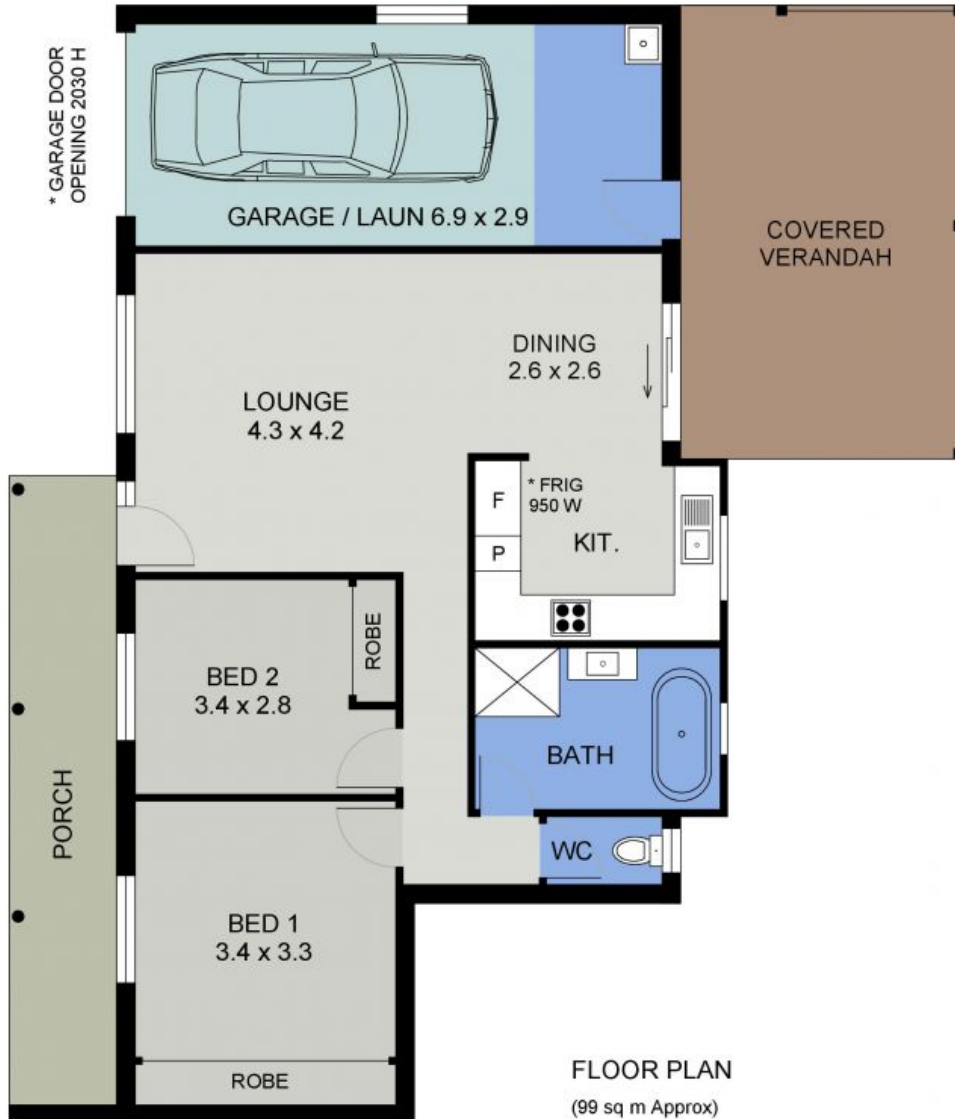 * GARAGE DOOR
OPENING 2030 H
GARAGE / LAUN 6.9 x 2.9
COVERED
VERANDAH
DINING
2.6 x 2.6
LOUNGE
4.3 x 4.2
F
* FRIG
950 W
P
KIT.
ROBE
BED 2
3.4 x 2.8
BATH
PORCH
WC
BED 1
3.4 x 3.3
ROBE
FLOOR PLAN
(99 sq m Approx)